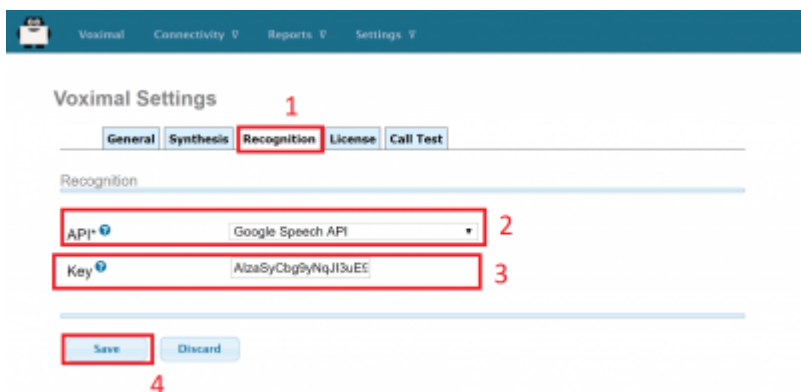 Voximal Connectivity ∇ Reports ∇ Settings ∇
Voximal Settings
1
General Synthesis Recognition License Call Test
Recognition
API* ? Google Speech API ▼ 2
Key ? AIzaSyCbg9yNqJI3uE9 3
Save Discard
4